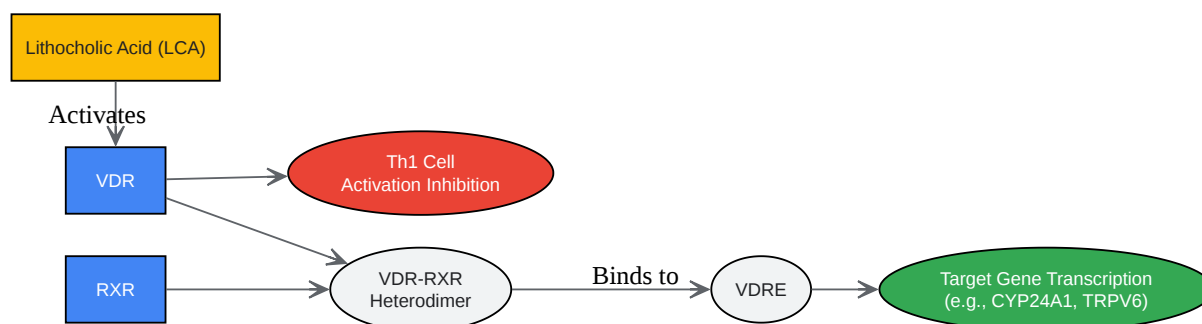 Lithocholic Acid (LCA)
Activates
VDR
Th1 Cell
Activation Inhibition
RXR
VDR-RXR
Heterodimer
Binds to
VDRE
Target Gene Transcription
(e.g., CYP24A1, TRPV6)